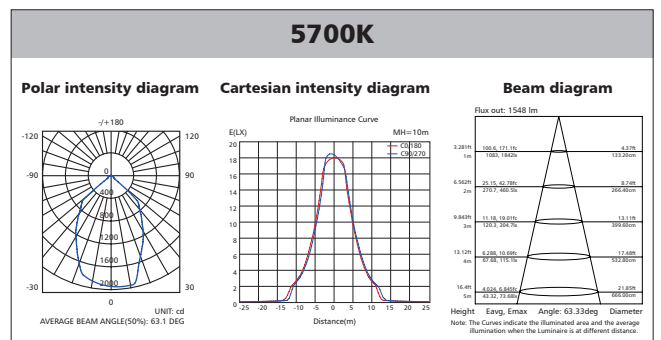 5700K
Polar intensity diagram
Cartesian intensity diagram
Beam diagram
-/+180
-120
120
-90
90
0
400
800
1200
1600
2000
-30
30
0
UNIT: cd
AVERAGE BEAM ANGLE(50%): 63.1 DEG
Planar Illuminance Curve
E(LX)
MH=10m
C0/180
C90/270
20
18
16
14
12
10
8
6
4
2
0
-25 -20 -15 -10 -5 0 5 10 15 20 25
Distance(m)
Flux out: 1548 lm
3.281ft 100.6, 171.1fc 4.37ft
1m 1083, 1842lx 133.20cm
6.562ft 25.15, 42.78fc 8.74ft
2m 270.7, 460.5lx 266.40cm
9.843ft 11.18, 19.01fc 13.11ft
3m 120.3, 204.7lx 399.60cm
13.12ft 6.288, 10.69fc 17.48ft
4m 67.68, 115.1lx 532.80cm
16.4ft 4.024, 6.845fc 21.85ft
5m 43.32, 73.68lx 666.00cm
Height Eavg, Emax Angle: 63.33deg Diameter
Note: The Curves indicate the illuminated area and the average
illumination when the Luminaire is at different distance.